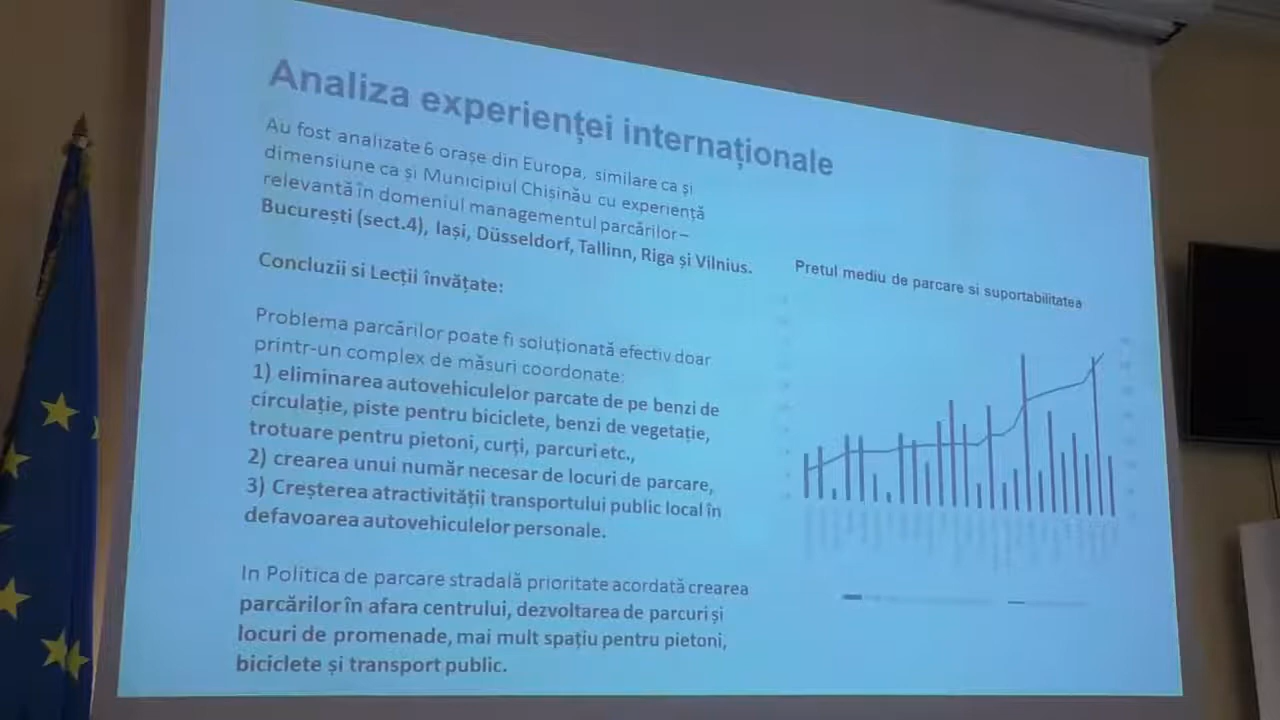 Analiza experienței internaționale
Au fost analizate 6 orașe din Europa, similare ca și
dimensiune ca și Municipiul Chișinău cu experiență
relevantă în domeniul managementul parcărilor –
București (sect.4), Iași, Düsseldorf, Tallinn, Riga și Vilnius.
Concluzii si Lecții învățate:
Problema parcărilor poate fi soluționată efectiv doar
printr-un complex de măsuri coordonate:
1) eliminarea autovehiculelor parcate de pe benzi de
circulație, piste pentru biciclete, benzi de vegetație,
trotuare pentru pietoni, curți, parcuri etc.,
2) crearea unui număr necesar de locuri de parcare,
3) Creșterea atractivității transportului public local în
defavoarea autovehiculelor personale.
In Politica de parcare stradală prioritate acordată crearea
parcărilor în afara centrului, dezvoltarea de parcuri și
locuri de promenade, mai mult spațiu pentru pietoni,
biciclete și transport public.
Pretul mediu de parcare si suportabilitatea